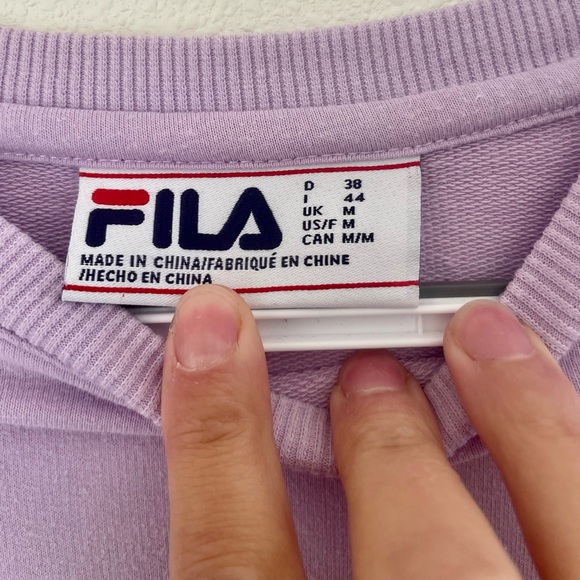 FILA
D 38
I 44
UK M
US/F M
CAN M/M
MADE IN CHINA/FABRIQUÉ EN CHINE
/HECHO EN CHINA